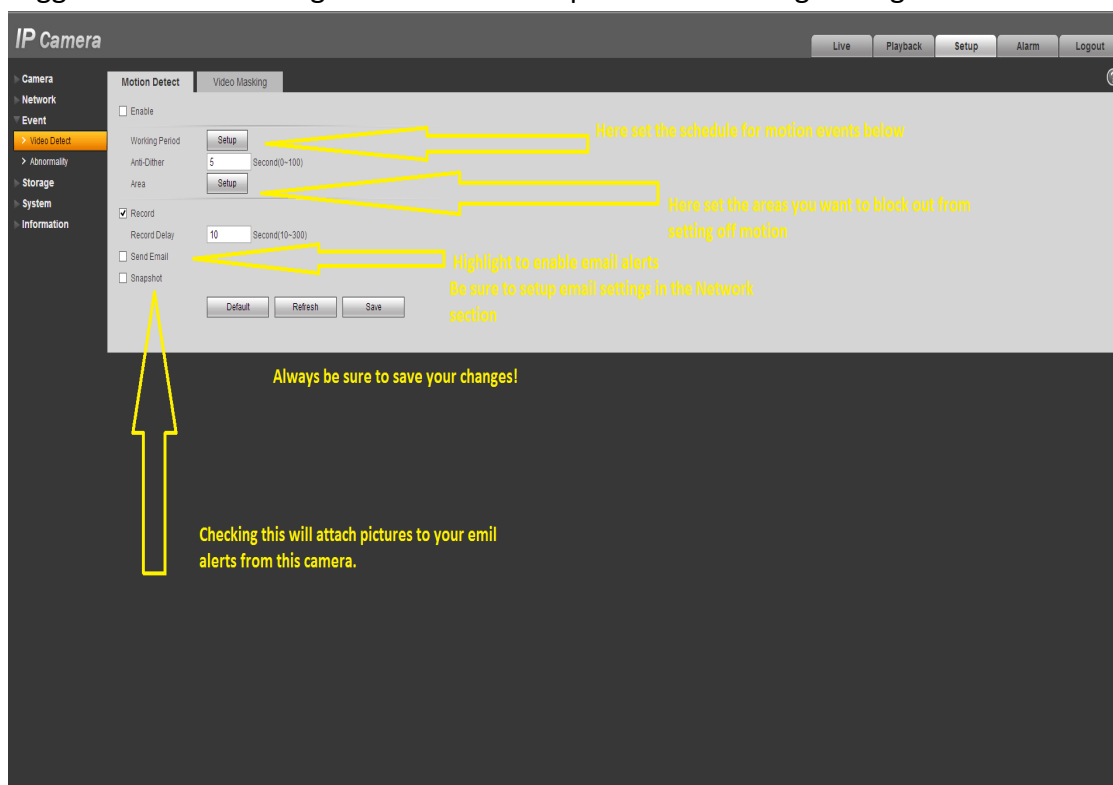 IP Camera
Live Playback Setup Alarm Logout
Camera
Network
Event
Video Detect
Abnormality
Storage
System
Information
Motion Detect Video Masking
Enable
Working Period Setup
Here set the schedule for motion events below
Anti-Dither 5 Second(0~100)
Area Setup
Here set the areas you want to block out from
setting off motion
Record
Record Delay 10 Second(10~300)
Send Email
Highlight to enable email alerts
Snapshot
Be sure to setup email settings in the Network
section
Default Refresh Save
Always be sure to save your changes!
Checking this will attach pictures to your emil
alerts from this camera.